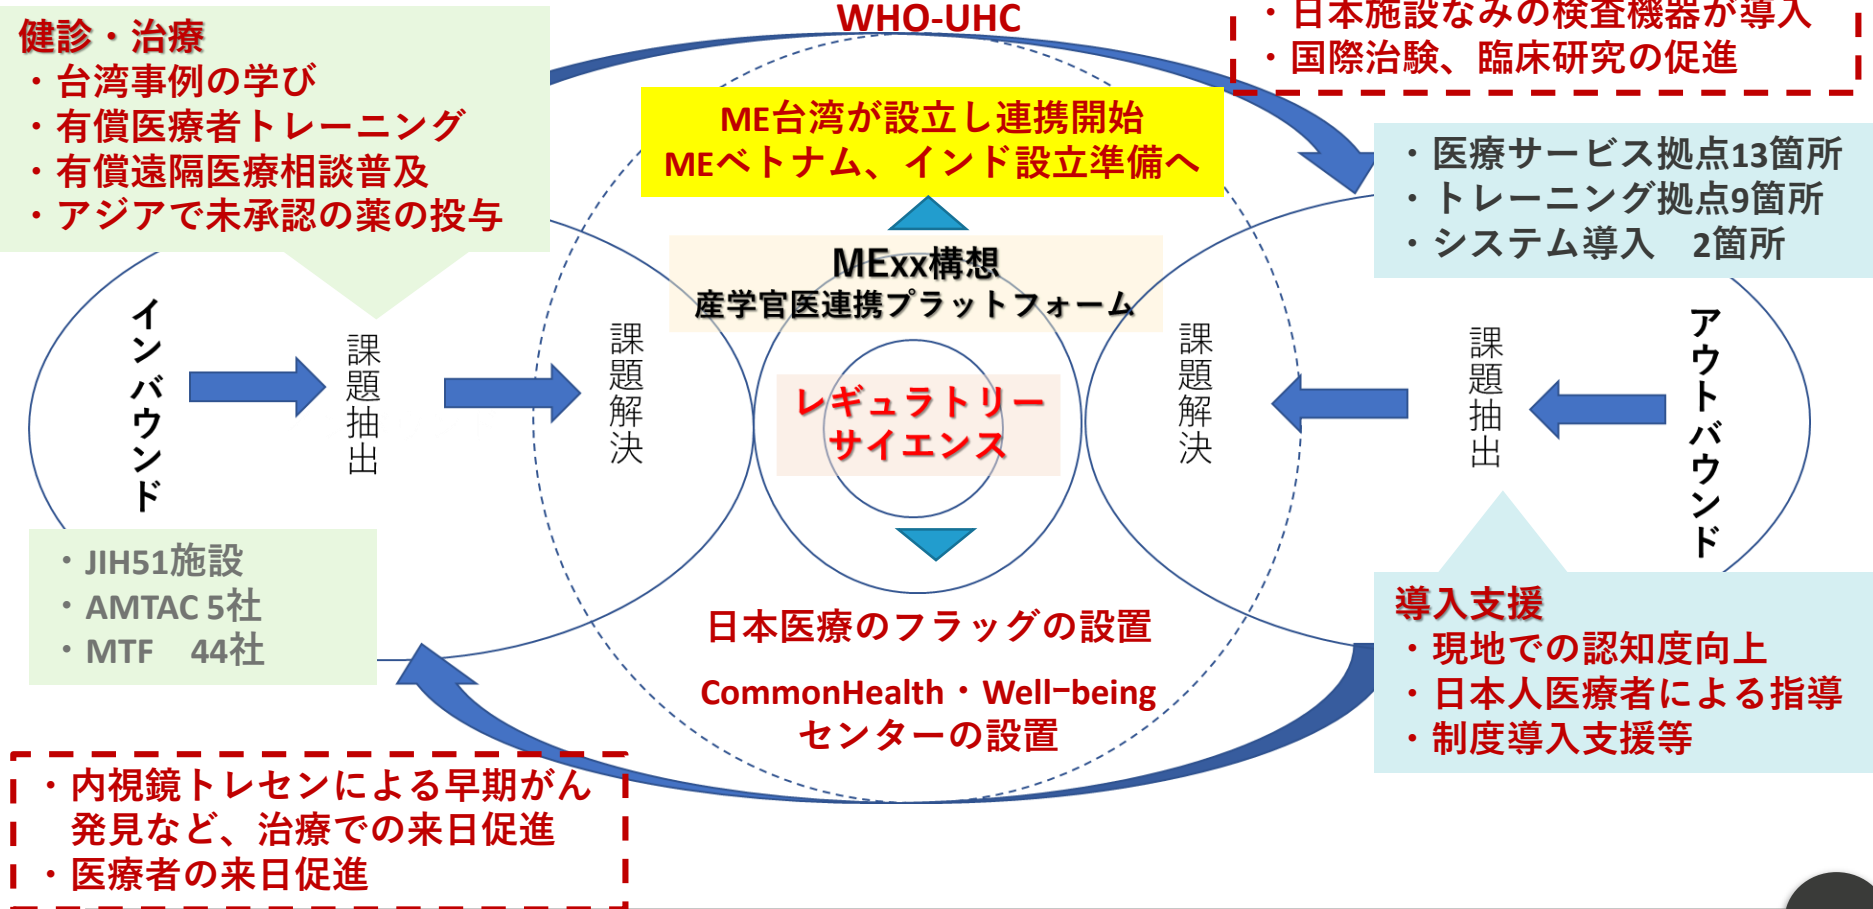 WHO-UHC
健診・治療
・台湾事例の学び
・有償医療者トレーニング
・有償遠隔医療相談普及
・アジアで未承認の薬の投与
・日本施設なみの検査機器が導入
・国際治験、臨床研究の促進
ME台湾が設立し連携開始
MEベトナム、インド設立準備へ
・医療サービス拠点13箇所
・トレーニング拠点9箇所
・システム導入　2箇所
MExx構想
産学官医連携プラットフォーム
インバウンド
課題抽出
課題解決
レギュラトリー
サイエンス
課題解決
課題抽出
アウトバウンド
・JIH51施設
・AMTAC 5社
・MTF　44社
日本医療のフラッグの設置
CommonHealth・Well-being
センターの設置
導入支援
・現地での認知度向上
・日本人医療者による指導
・制度導入支援等
・内視鏡トレセンによる早期がん
発見など、治療での来日促進
・医療者の来日促進